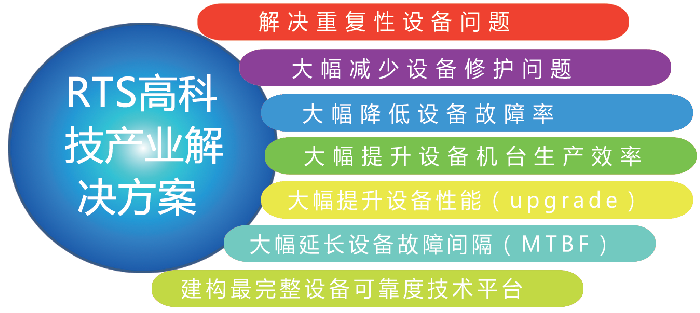 RTS高科
技产业解
决方案
解决重复性设备问题
大幅减少设备修护问题
大幅降低设备故障率
大幅提升设备机台生产效率
大幅提升设备性能（upgrade）
大幅延长设备故障间隔（MTBF）
建构最完整设备可靠度技术平台